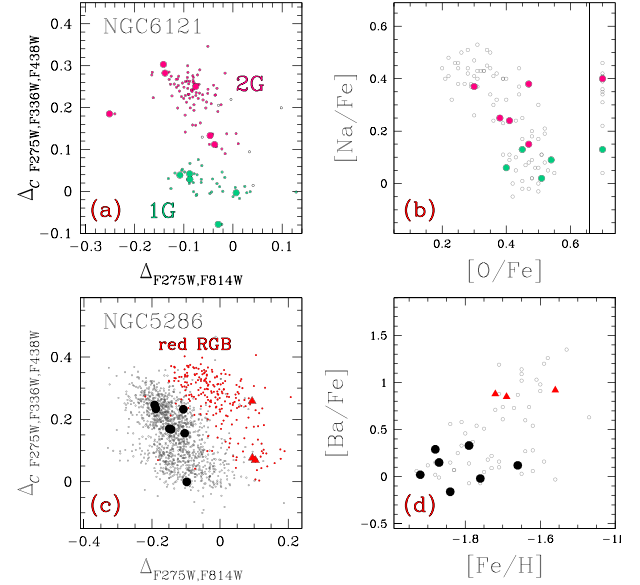 NGC6121
2G
1G
(a)
0.3
0.2
0.1
0
−0.1
−0.3
−0.2
−0.1
0
0.1
Δ_C F275W,F336W,F438W
Δ_F275W,F814W
(b)
0.6
0.4
0.2
0
0.2
0.4
0.6
[Na/Fe]
[O/Fe]
NGC5286
red RGB
(c)
0.4
0.2
0
−0.4
−0.2
0
0.2
Δ_C F275W,F336W,F438W
Δ_F275W,F814W
(d)
1.5
1
0.5
0
−0.5
−1.8
−1.6
[Ba/Fe]
[Fe/H]